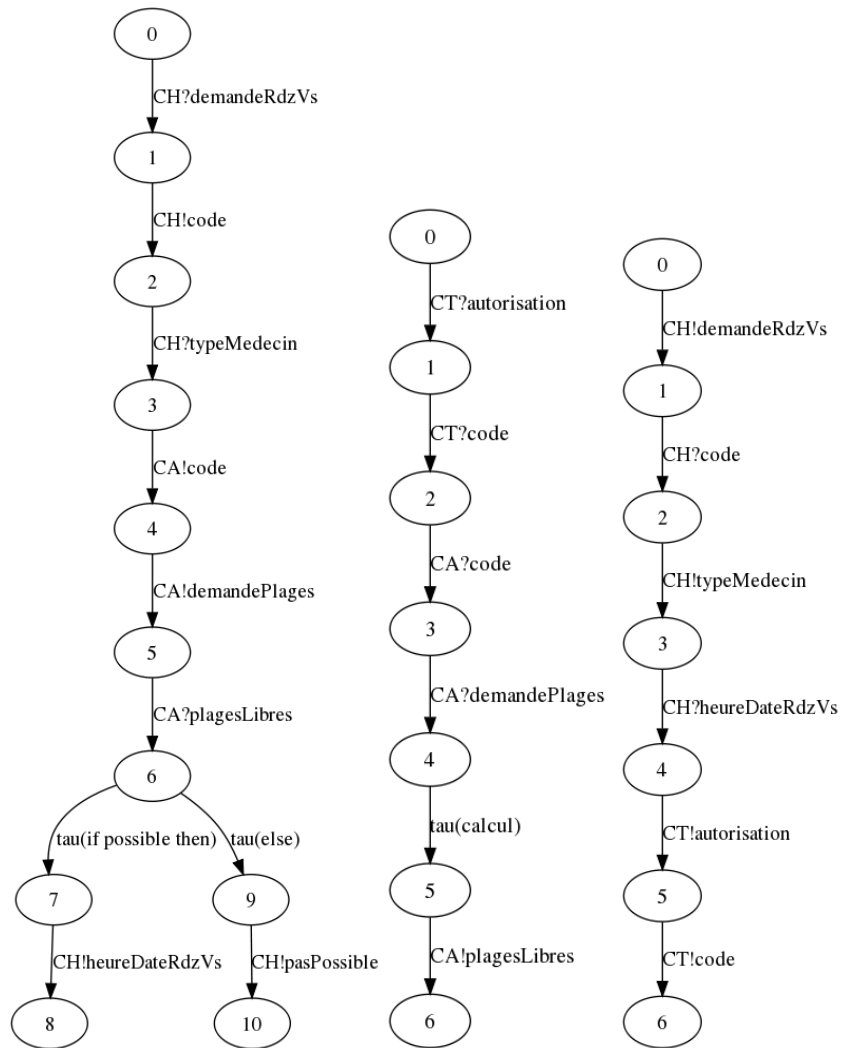 0
CH?demandeRdzVs
1
CH!code
2
CH?typeMedecin
3
CA!code
4
CA!demandePlages
5
CA?plagesLibres
6
tau(if possible then)
tau(else)
7
9
CH!heureDateRdzVs
CH!pasPossible
8
10
0
CT?autorisation
1
CT?code
2
CA?code
3
CA?demandePlages
4
tau(calcul)
5
CA!plagesLibres
6
0
CH!demandeRdzVs
1
CH?code
2
CH!typeMedecin
3
CH?heureDateRdzVs
4
CT!autorisation
5
CT!code
6